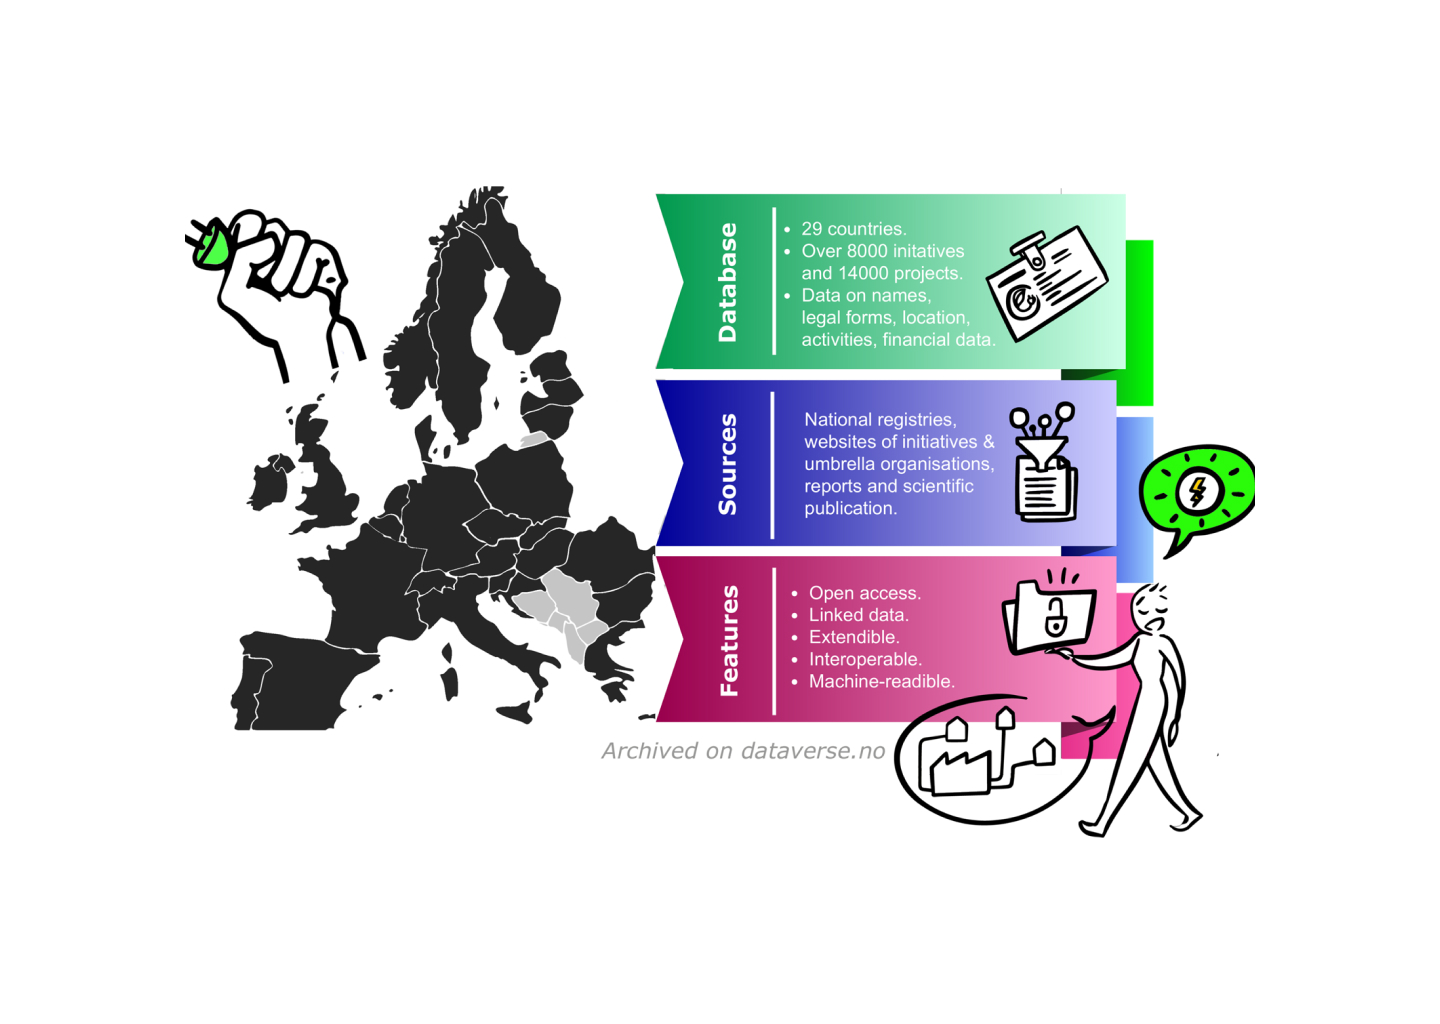 Database
• 29 countries.
• Over 8000 initatives
and 14000 projects.
• Data on names,
legal forms, location,
activities, financial data.
Sources
National registries,
websites of initiatives &
umbrella organisations,
reports and scientific
publication.
Features
• Open access.
• Linked data.
• Extendible.
• Interoperable.
• Machine-readible.
Archived on dataverse.no